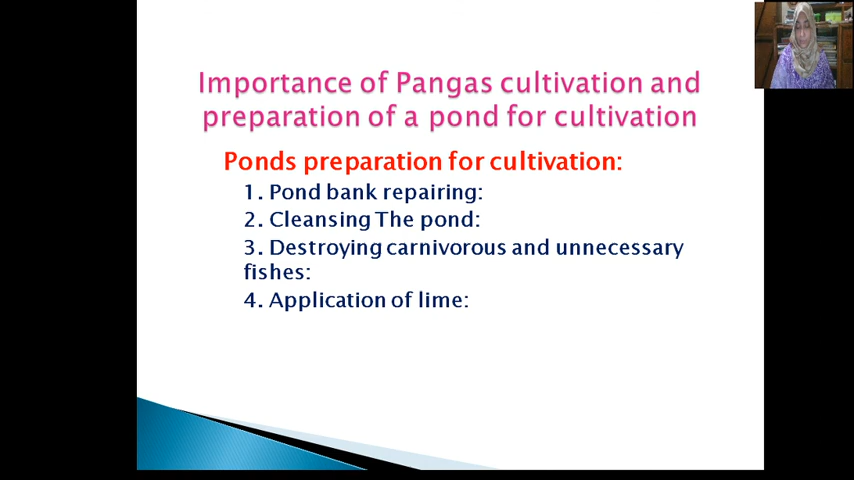 Importance of Pangas cultivation and
preparation of a pond for cultivation
Ponds preparation for cultivation:
1. Pond bank repairing:
2. Cleansing The pond:
3. Destroying carnivorous and unnecessary
fishes:
4. Application of lime: